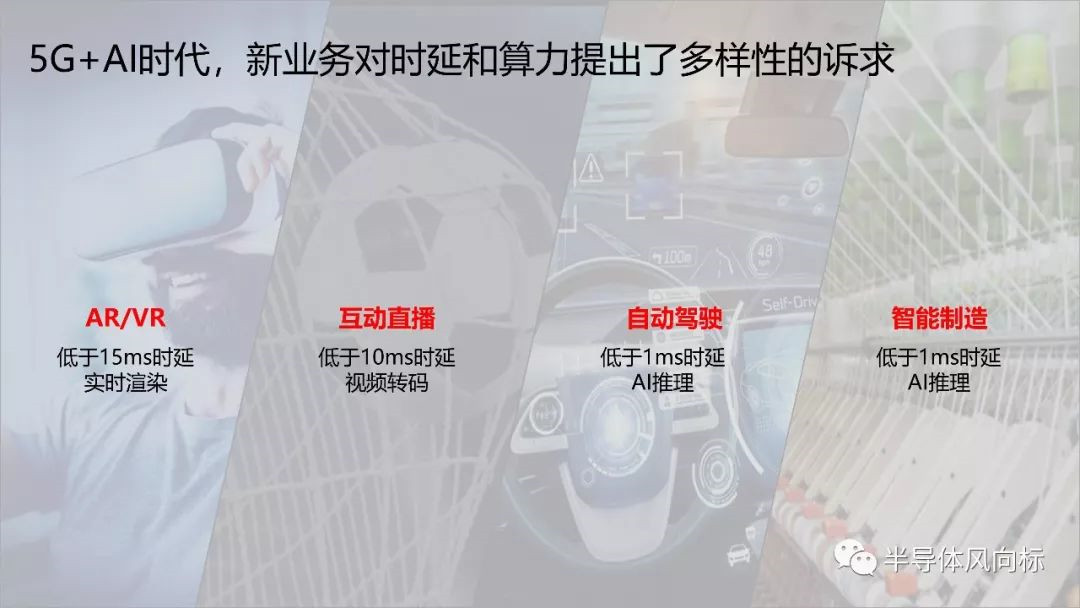 5G+AI时代，新业务对时延和算力提出了多样性的诉求
100m
48
Self-Driv
AR/VR
低于15ms时延
实时渲染
互动直播
低于10ms时延
视频转码
自动驾驶
低于1ms时延
AI推理
智能制造
低于1ms时延
AI推理
半导体风向标